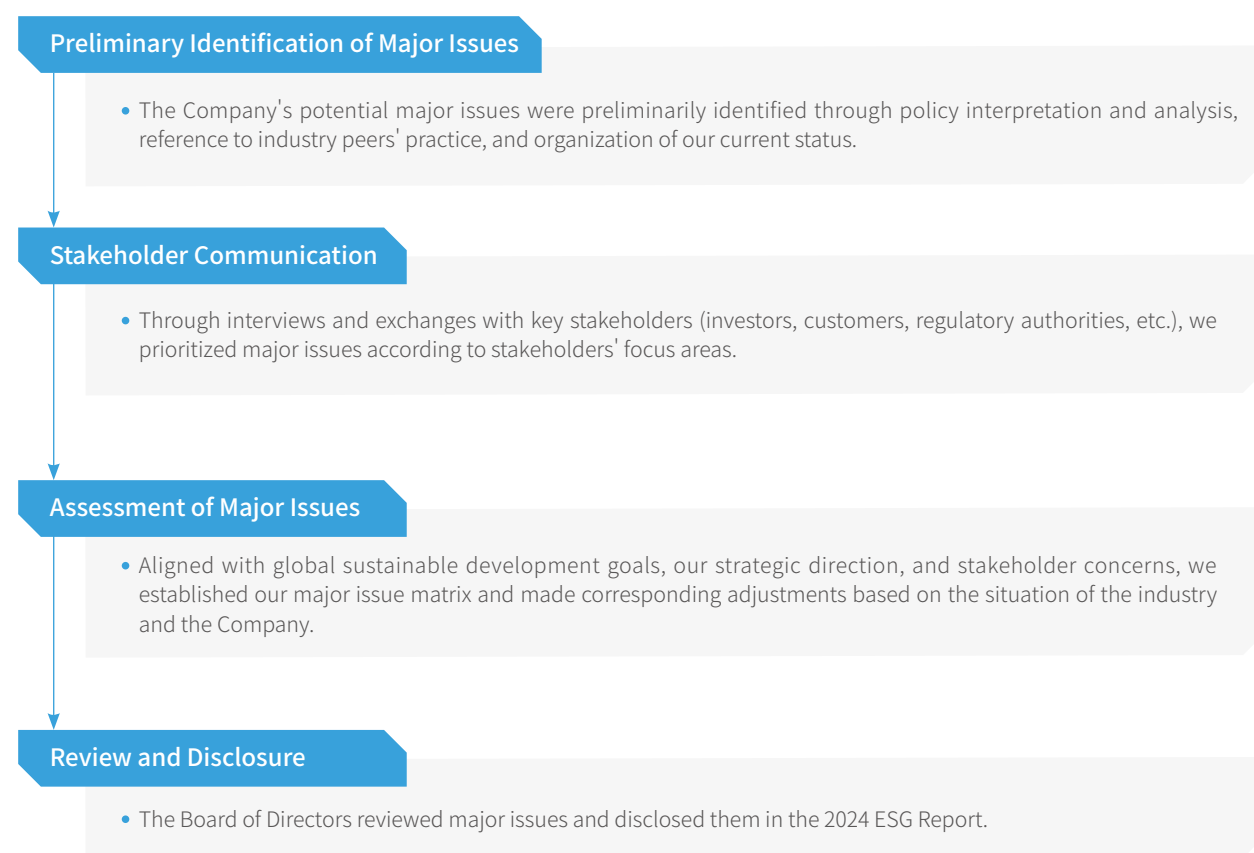 Preliminary Identification of Major Issues
• The Company's potential major issues were preliminarily identified through policy interpretation and analysis,
reference to industry peers' practice, and organization of our current status.
Stakeholder Communication
• Through interviews and exchanges with key stakeholders (investors, customers, regulatory authorities, etc.), we
prioritized major issues according to stakeholders' focus areas.
Assessment of Major Issues
• Aligned with global sustainable development goals, our strategic direction, and stakeholder concerns, we
established our major issue matrix and made corresponding adjustments based on the situation of the industry
and the Company.
Review and Disclosure
• The Board of Directors reviewed major issues and disclosed them in the 2024 ESG Report.